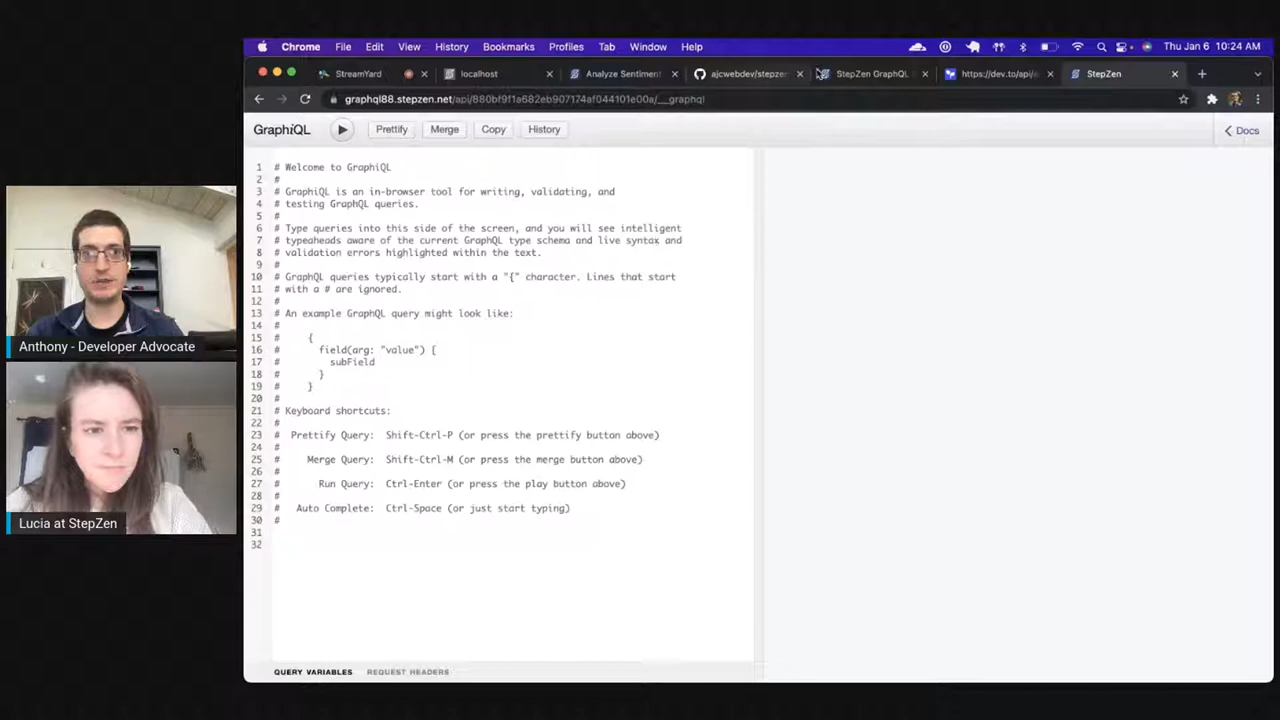 Chrome File Edit View History Bookmarks Profiles Tab Window Help Thu Jan 6 10:24 AM
StreamYard localhost Analyze Sentiment ajcwebdev/stepzen StepZen GraphQL https://dev.to/api/ StepZen
graphql88.stepzen.net/api/880bf9f1a682eb907174af044101e00a/__graphql
GraphiQL Prettify Merge Copy History Docs
1 # Welcome to GraphiQL
2 #
3 # GraphiQL is an in-browser tool for writing, validating, and
4 # testing GraphQL queries.
5 #
6 # Type queries into this side of the screen, and you will see intelligent
7 # typeaheads aware of the current GraphQL type schema and live syntax and
8 # validation errors highlighted within the text.
9 #
10 # GraphQL queries typically start with a "{" character. Lines that start
11 # with a # are ignored.
12 #
13 # An example GraphQL query might look like:
14 #
15 # {
16 # field(arg: "value") {
17 # subField
18 # }
19 # }
20 #
21 # Keyboard shortcuts:
22 #
23 # Prettify Query: Shift-Ctrl-P (or press the prettify button above)
24 #
25 # Merge Query: Shift-Ctrl-M (or press the merge button above)
26 #
27 # Run Query: Ctrl-Enter (or press the play button above)
28 #
29 # Auto Complete: Ctrl-Space (or just start typing)
30 #
31
32
QUERY VARIABLES REQUEST HEADERS
Anthony - Developer Advocate
Lucia at StepZen